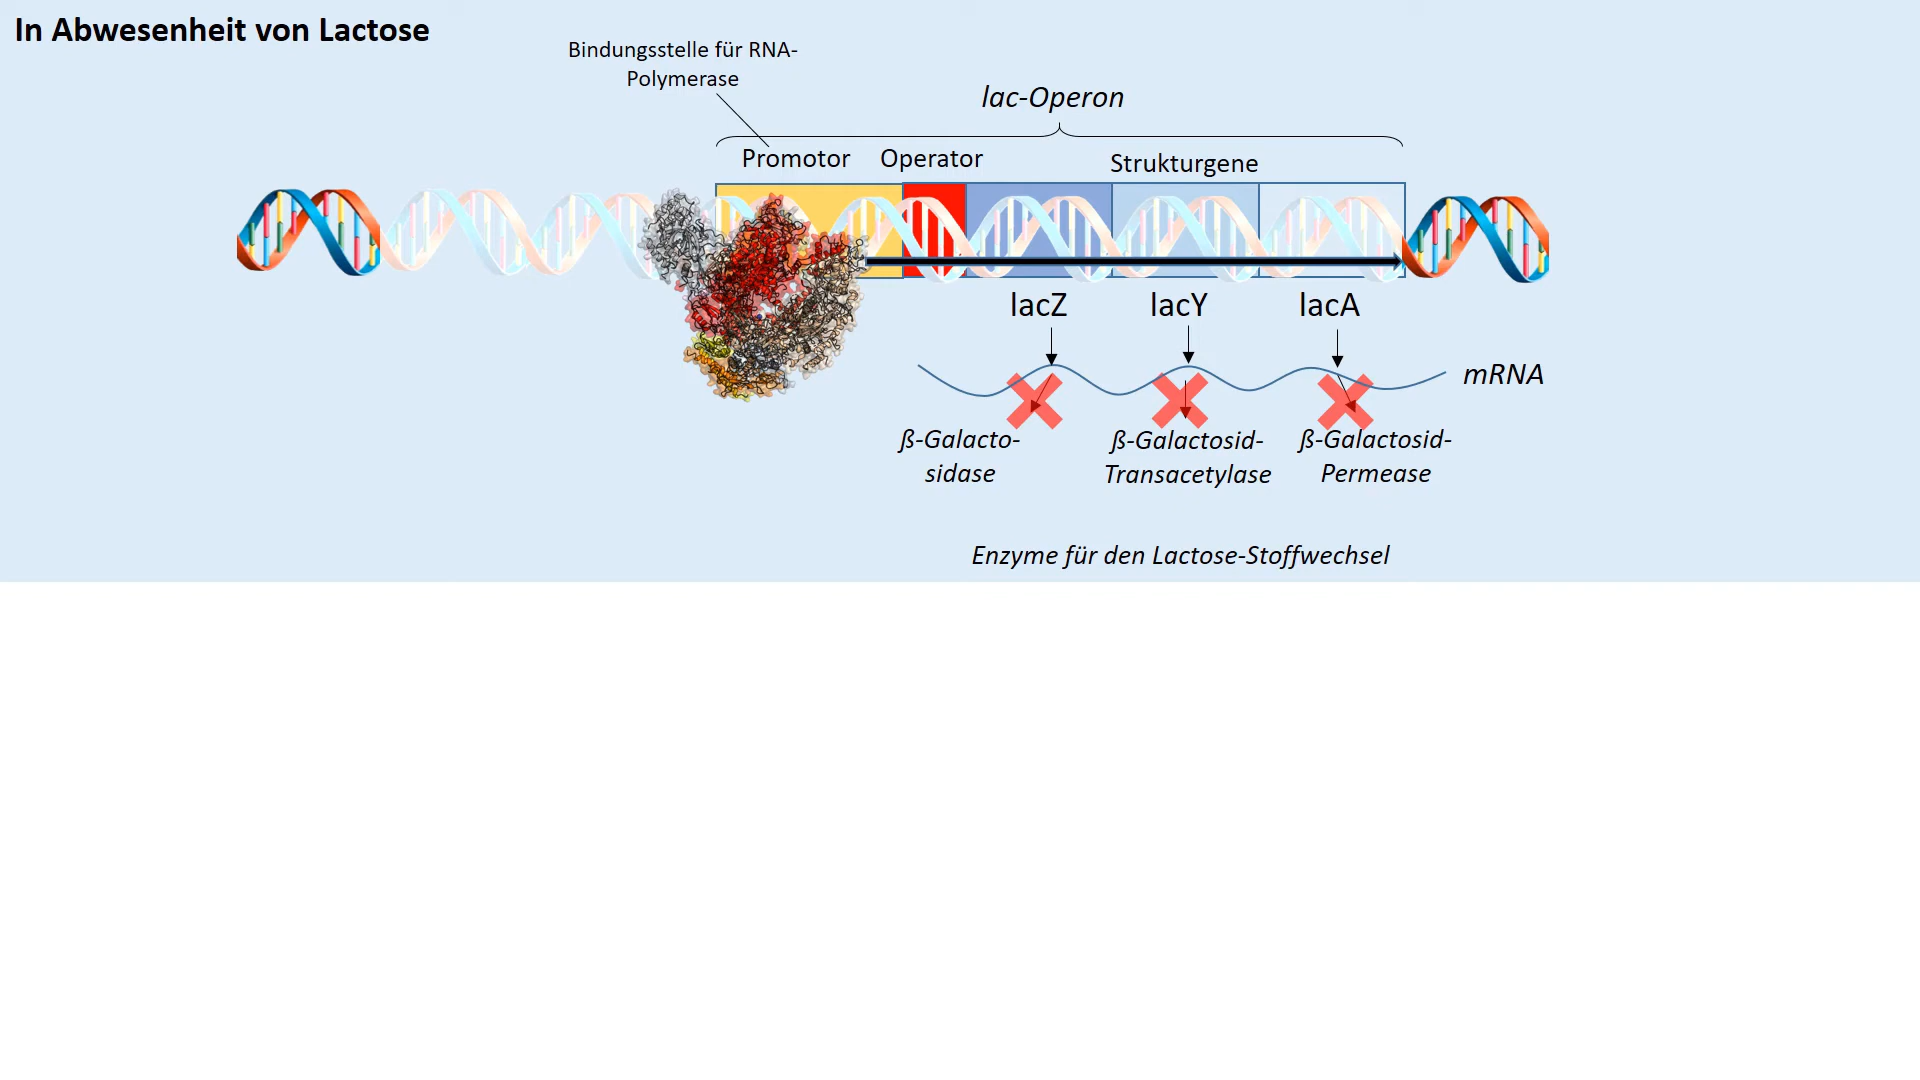 In Abwesenheit von Lactose
Bindungsstelle für RNA-
Polymerase
lac-Operon
Promotor
Operator
Strukturgene
lacZ
lacY
lacA
mRNA
ß-Galacto-
sidase
ß-Galactosid-
Transacetylase
ß-Galactosid-
Permease
Enzyme für den Lactose-Stoffwechsel